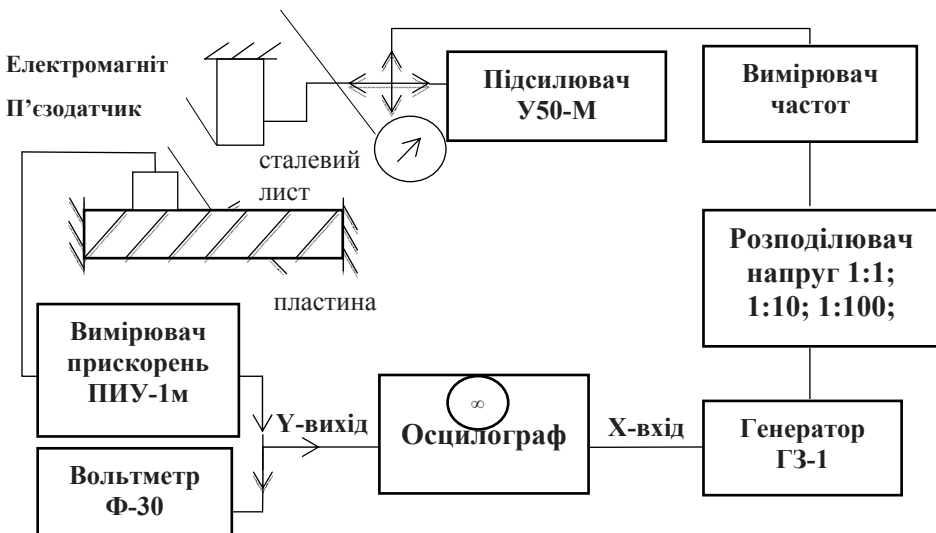 Електромагніт
П’єзодатчик
Підсилювач
У50-М
Вимірювач
частот
сталевий
лист
Розподілювач
напруг 1:1;
1:10; 1:100;
пластина
Вимірювач
прискорень
ПИУ-1м
Y-вихід
∞
Осцилограф
X-вхід
Генератор
ГЗ-1
Вольтметр
Ф-30